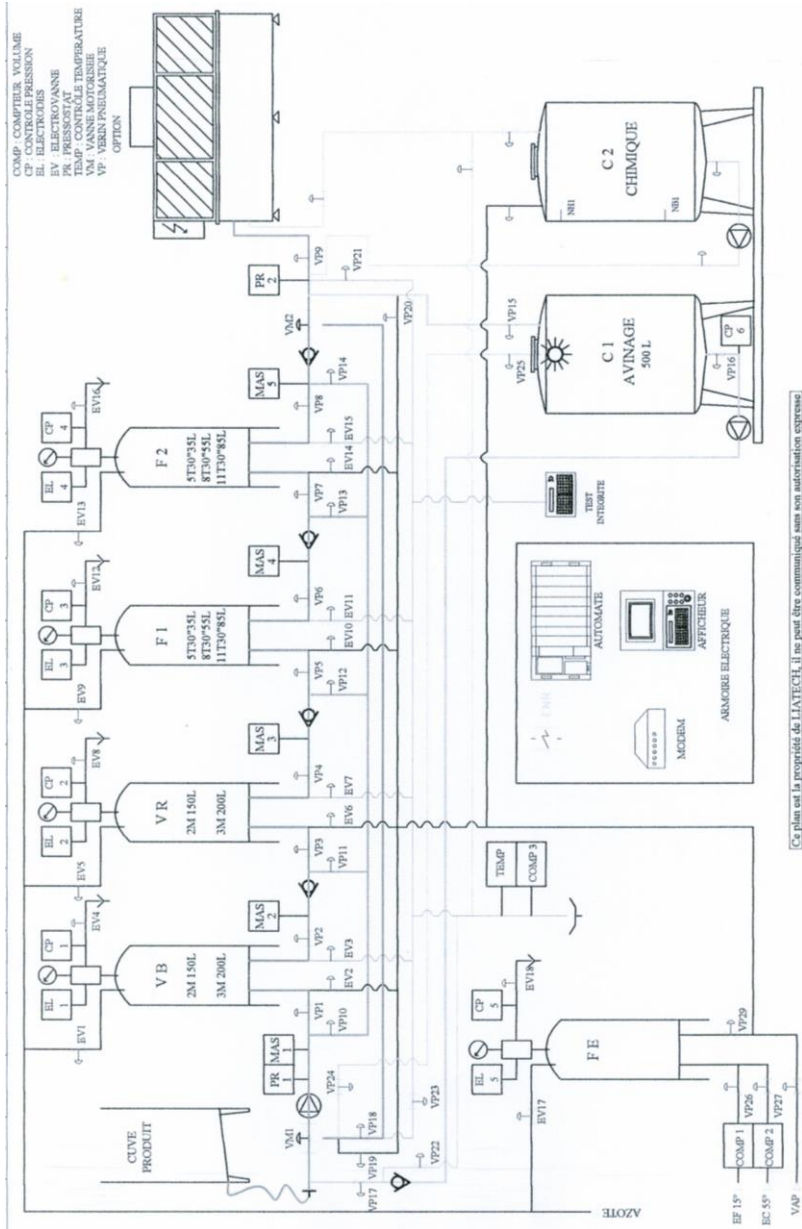 COMP : COMPTEUR VOLUME
CP : CONTROLE PRESSION
EL : ELECTRODES
EV : ELECTROVANNE
PR : PRESSOSTAT
TEMP : CONTRÔLE TEMPERATURE
VM : VANNE MOTORISEE
VP : VERIN PNEUMATIQUE
OPTION
CUVE
PRODUIT
EL
1
CP
1
EV4
EV1
V B
2M 150L
3M 200L
EL
2
CP
2
EV8
EV5
V R
2M 150L
3M 200L
EL
3
CP
3
EV12
EV9
F 1
5T30"35L
8T30"55L
11T30"85L
EL
4
CP
4
EV16
EV13
F 2
5T30"35L
8T30"55L
11T30"85L
VM1
PR
1
MAS
1
VP1
VP10
EV2
EV3
VP2
MAS
2
VP3
VP11
EV6
EV7
VP4
MAS
3
VP5
VP12
EV10
EV11
VP6
MAS
4
VP7
VP13
EV14
EV15
VP8
VP14
MAS
5
VM2
PR
2
VP9
VP20
VP21
VP17
VP19
VP18
VP24
VP22
VP23
AZOTE
EV17
EL
5
CP
5
EV18
F E
VP29
VP26
VP27
COMP 1
COMP 2
EF 15°
EC 55°
VAP
TEMP
COMP 3
MODEM
AUTOMATE
AFFICHEUR
ARMOIRE ELECTRIQUE
TEST
INTEGRITE
VP25
VP15
C 1
AVINAGE
500 L
VP16
CP
6
C 2
CHIMIQUE
NH1
NB1
Ce plan est la propriété de LIATECH, il ne peut être communiqué sans son autorisation expresse